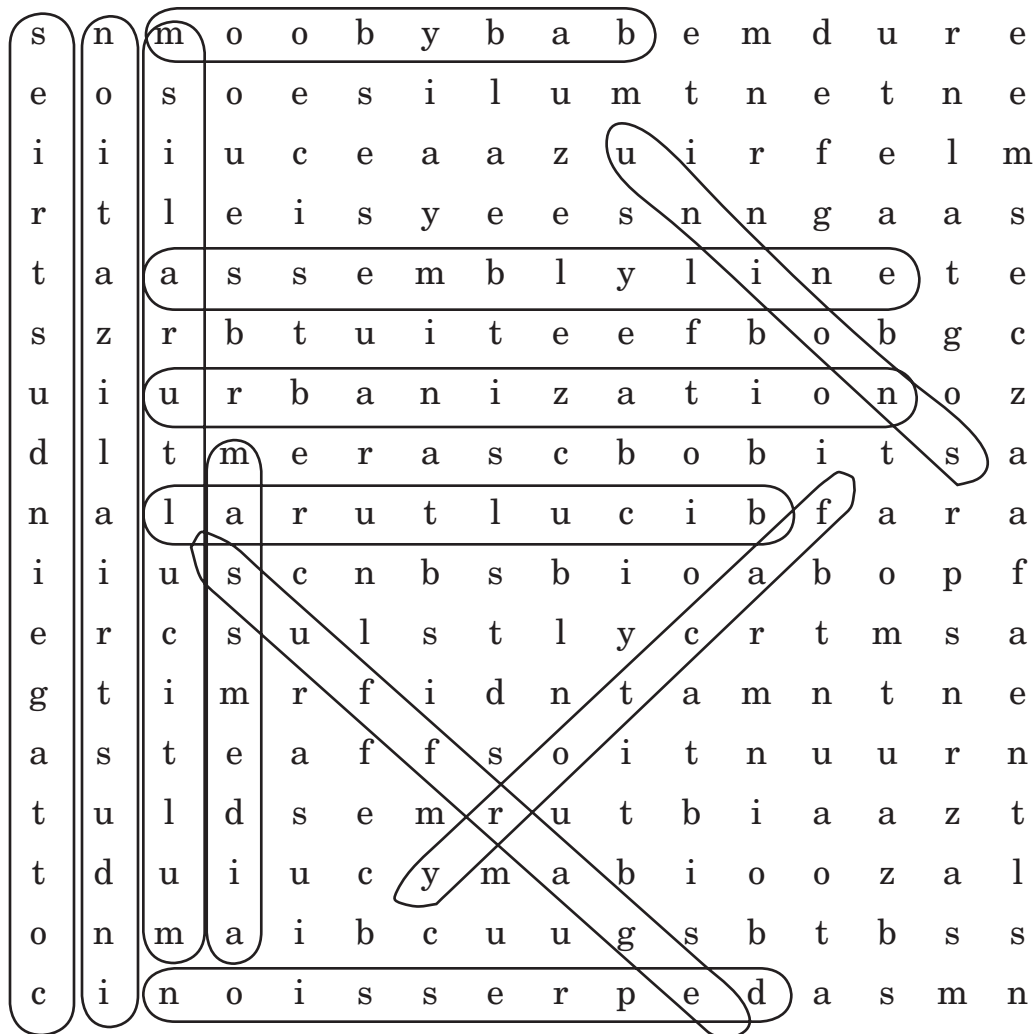 s n m o o b y b a b e m d u r e
e o s o e s i l u m t n e t n e
i i i u c e a a z u i r f e l m
r t l e i s y e e s n n g a a s
t a a s s e m b l y l i n e t e
s z r b t u i t e e f b o b g c
u i u r b a n i z a t i o n o z
d l t m e r a s c b o b i t s a
n a l a r u t l u c i b f a r a
i i u s c n b s b i o a b o p f
e r c s u l s t l y c r t m s a
g t i m r f i d n t a m n t n e
a s t e a f f s o i t n u u r n
t u l d s e m r u t b i a a z t
t d u i u c y m a b i o o z a l
o n m a i b c u u g s b t b s s
c i n o i s s e r p e d a s m n